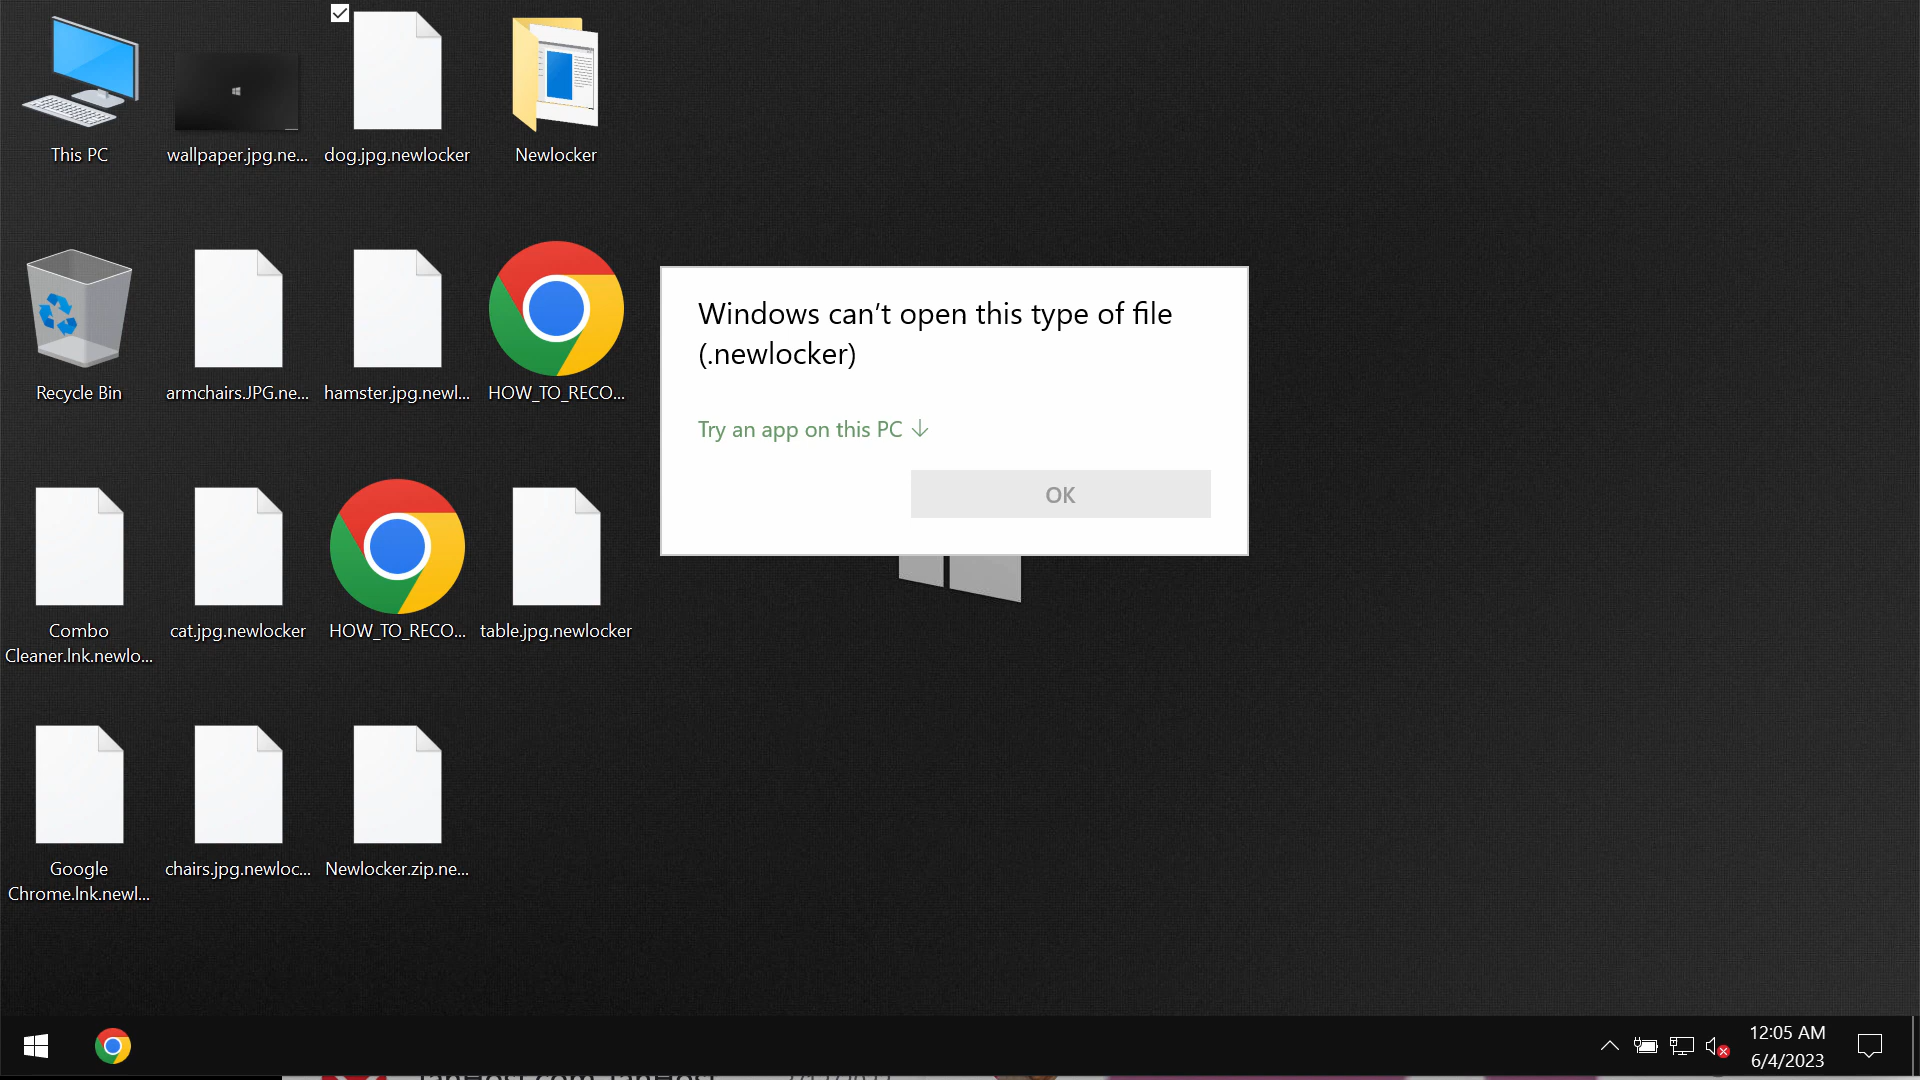 This PC
wallpaper.jpg.ne...
dog.jpg.newlocker
Newlocker
Recycle Bin
armchairs.JPG.ne...
hamster.jpg.newl...
HOW_TO_RECO...
Windows can’t open this type of file
(.newlocker)
Try an app on this PC
OK
Combo
Cleaner.lnk.newlo...
cat.jpg.newlocker
HOW_TO_RECO...
table.jpg.newlocker
Google
Chrome.lnk.newl...
chairs.jpg.newloc...
Newlocker.zip.ne...
12:05 AM
6/4/2023